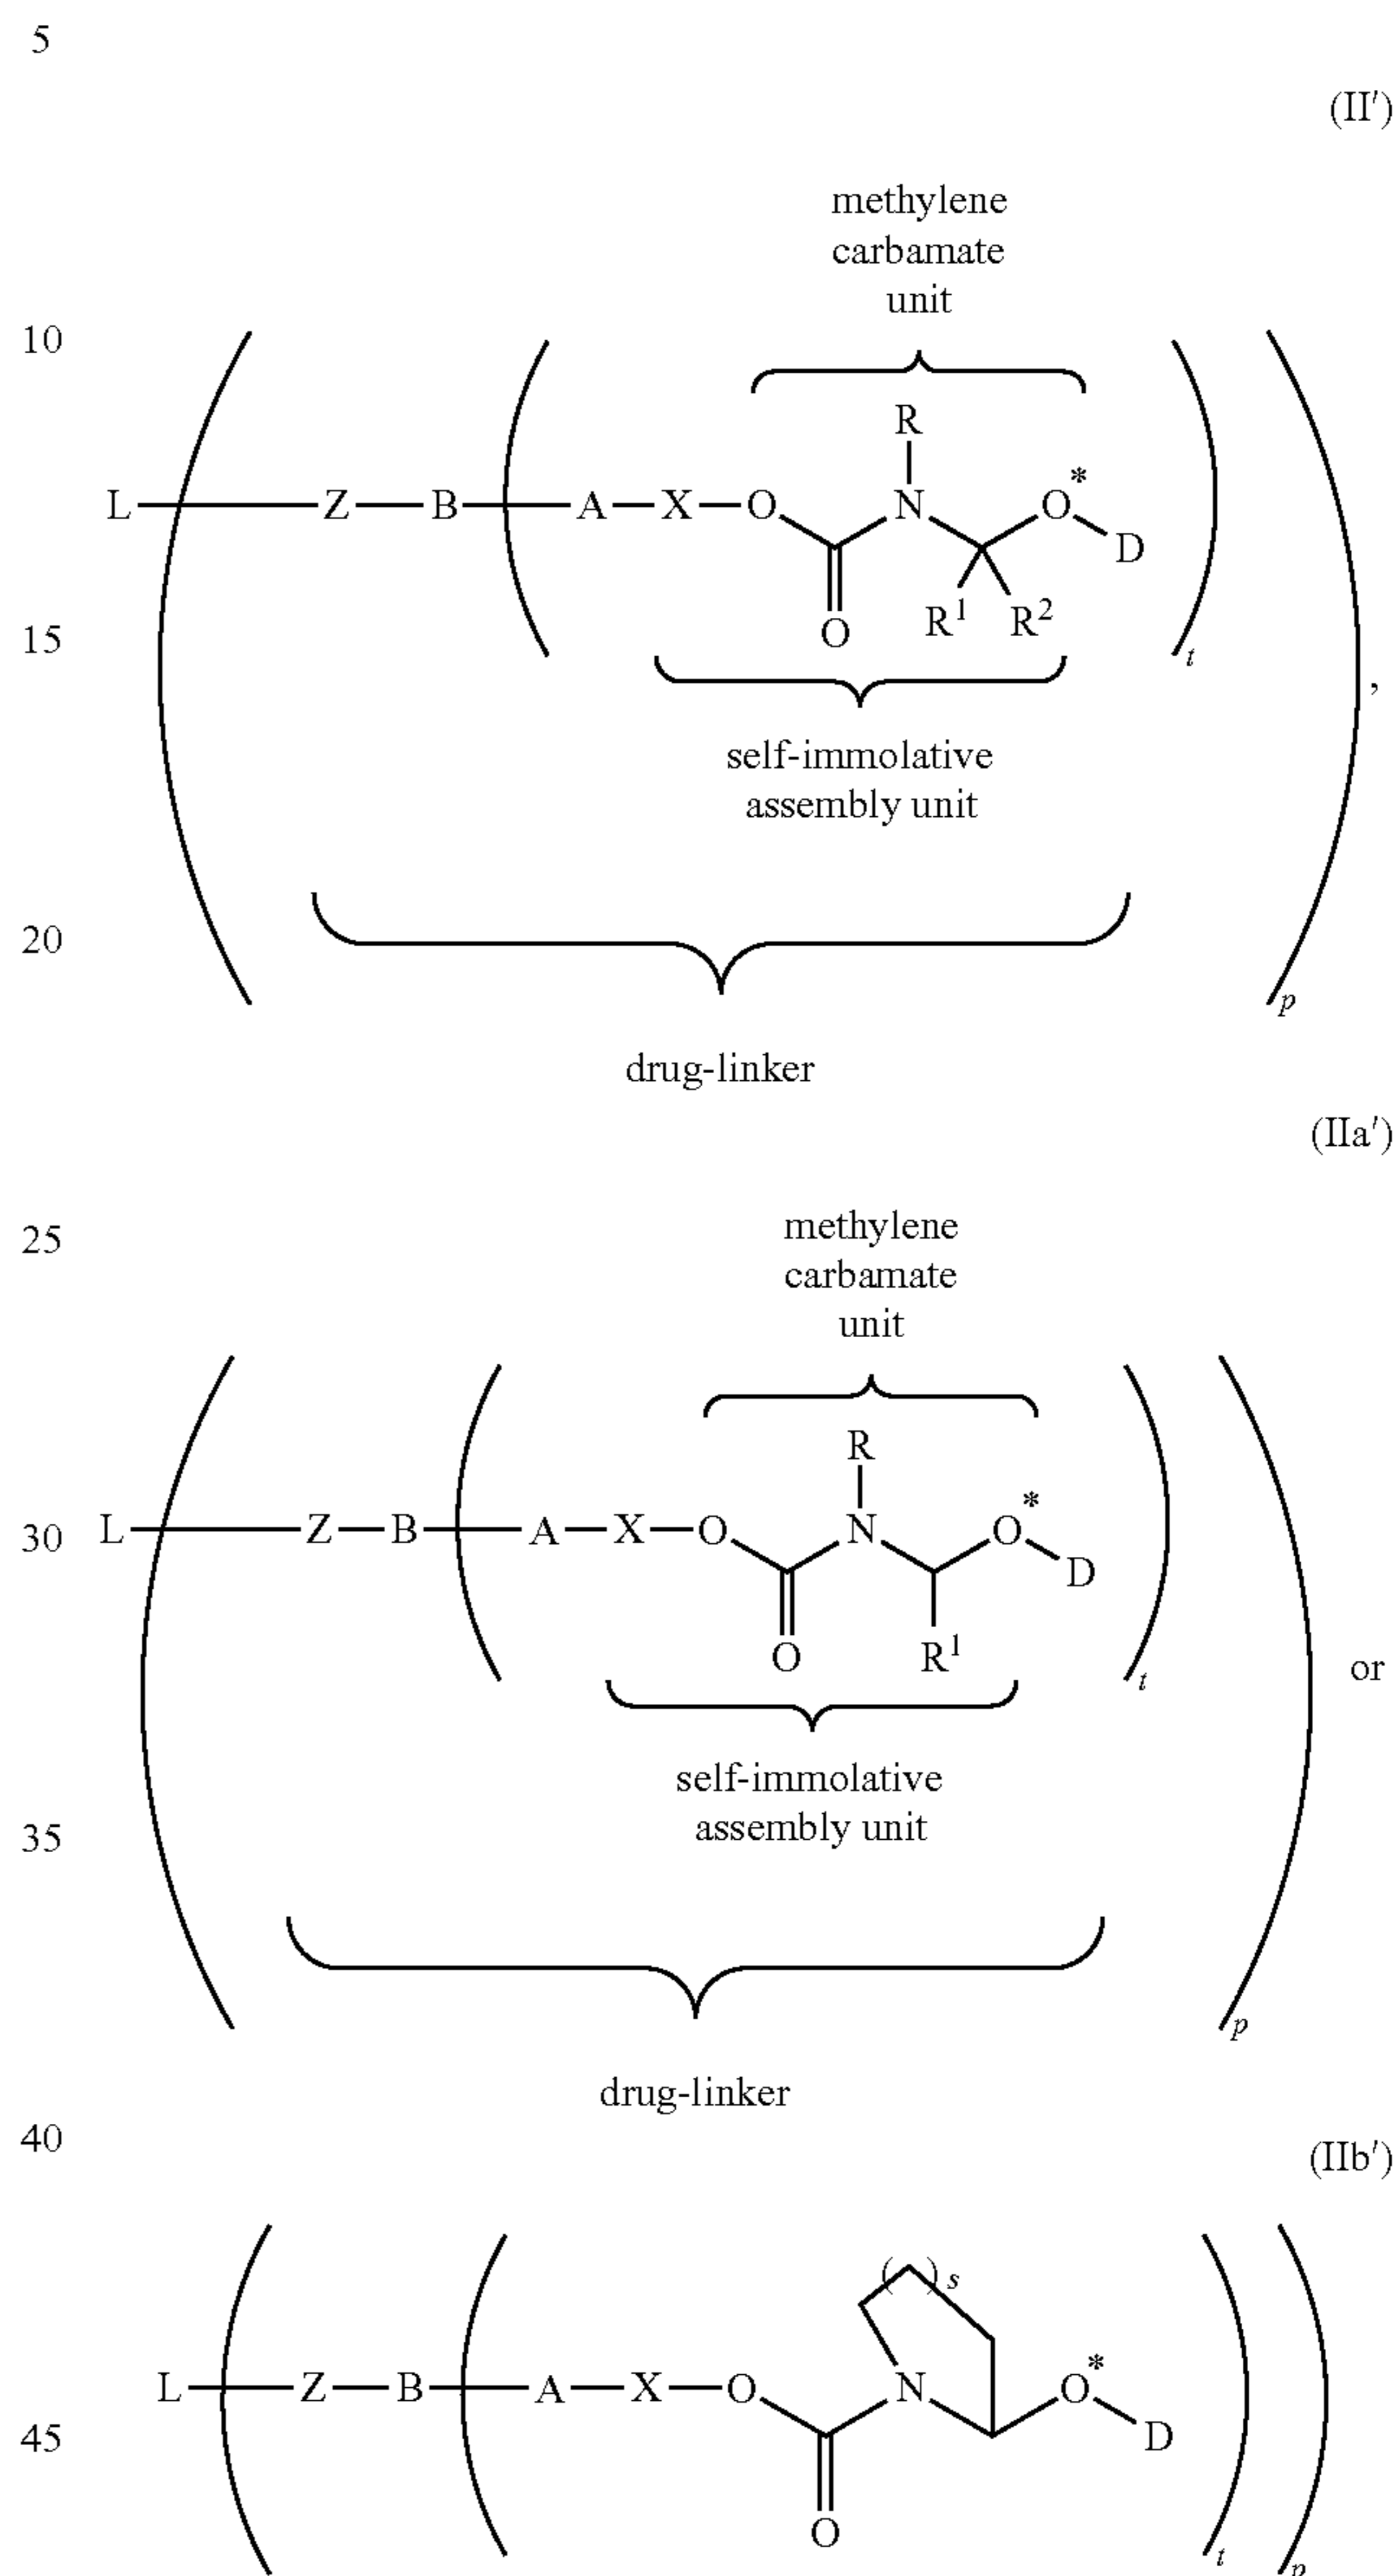 5
(II′)
methylene
carbamate
unit
10
R
L Z B A X O N O* D
R¹ R²
15
O
t
,
self-immolative
assembly unit
20
p
drug-linker
(IIa′)
25
methylene
carbamate
unit
R
30 L Z B A X O N O* D
O R¹
t
or
self-immolative
assembly unit
35
p
drug-linker
40
(IIb′)
( )s
L Z B A X O N O* D
45
O
t p